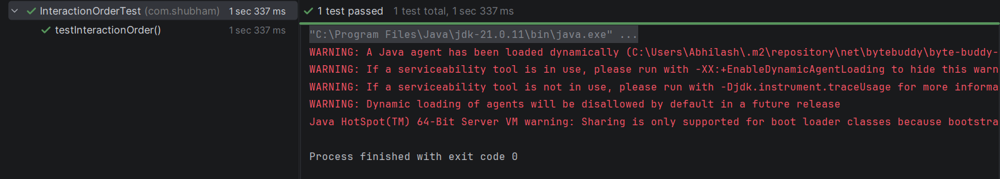 InteractionOrderTest (com.shubham) 1 sec 337 ms
testInteractionOrder() 1 sec 337 ms
1 test passed 1 test total, 1 sec 337 ms
"C:\Program Files\Java\jdk-21.0.11\bin\java.exe" ...
WARNING: A Java agent has been loaded dynamically (C:\Users\Abhilash\.m2\repository\net\bytebuddy\byte-buddy-
WARNING: If a serviceability tool is in use, please run with -XX:+EnableDynamicAgentLoading to hide this warn
WARNING: If a serviceability tool is not in use, please run with -Djdk.instrument.traceUsage for more informa
WARNING: Dynamic loading of agents will be disallowed by default in a future release
Java HotSpot(TM) 64-Bit Server VM warning: Sharing is only supported for boot loader classes because bootstra
Process finished with exit code 0